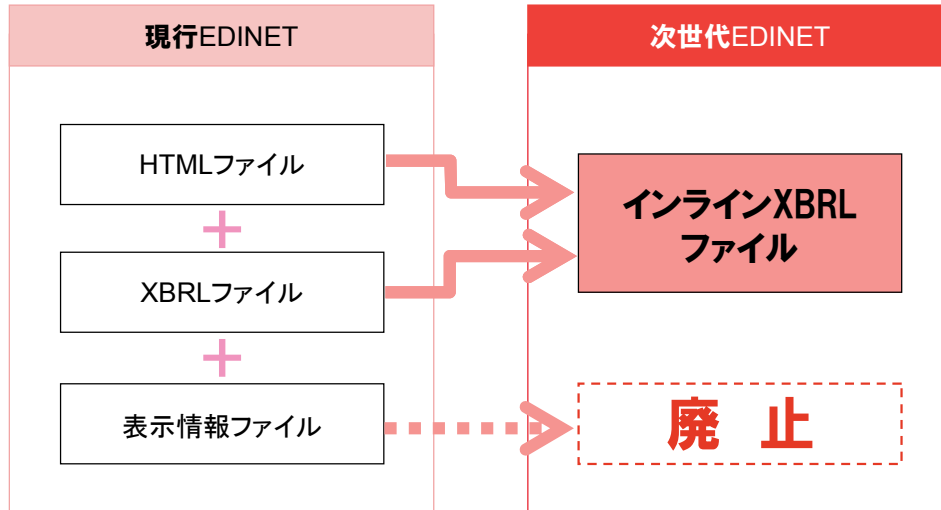 現行EDINET
HTMLファイル
+
XBRLファイル
+
表示情報ファイル
次世代EDINET
インラインXBRL
ファイル
廃 止